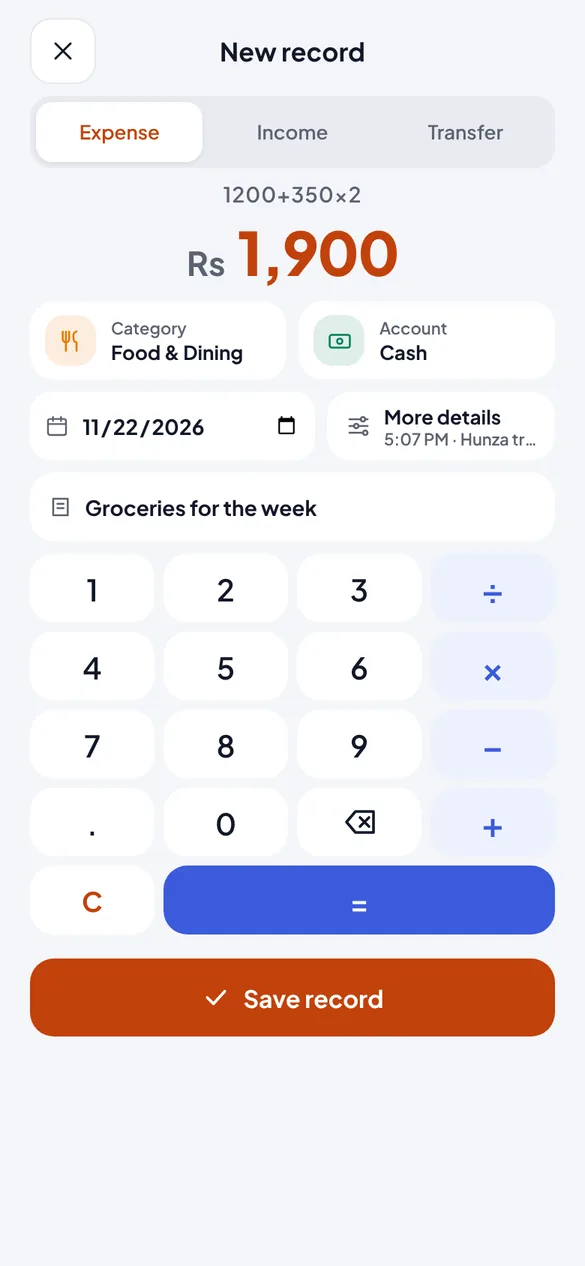 New record
Expense Income Transfer
1200+350×2
Rs 1,900
Category
Food & Dining
Account
Cash
11/22/2026
More details
5:07 PM · Hunza tr...
Groceries for the week
1 2 3 ÷
4 5 6 ×
7 8 9 −
. 0 +
C =
Save record